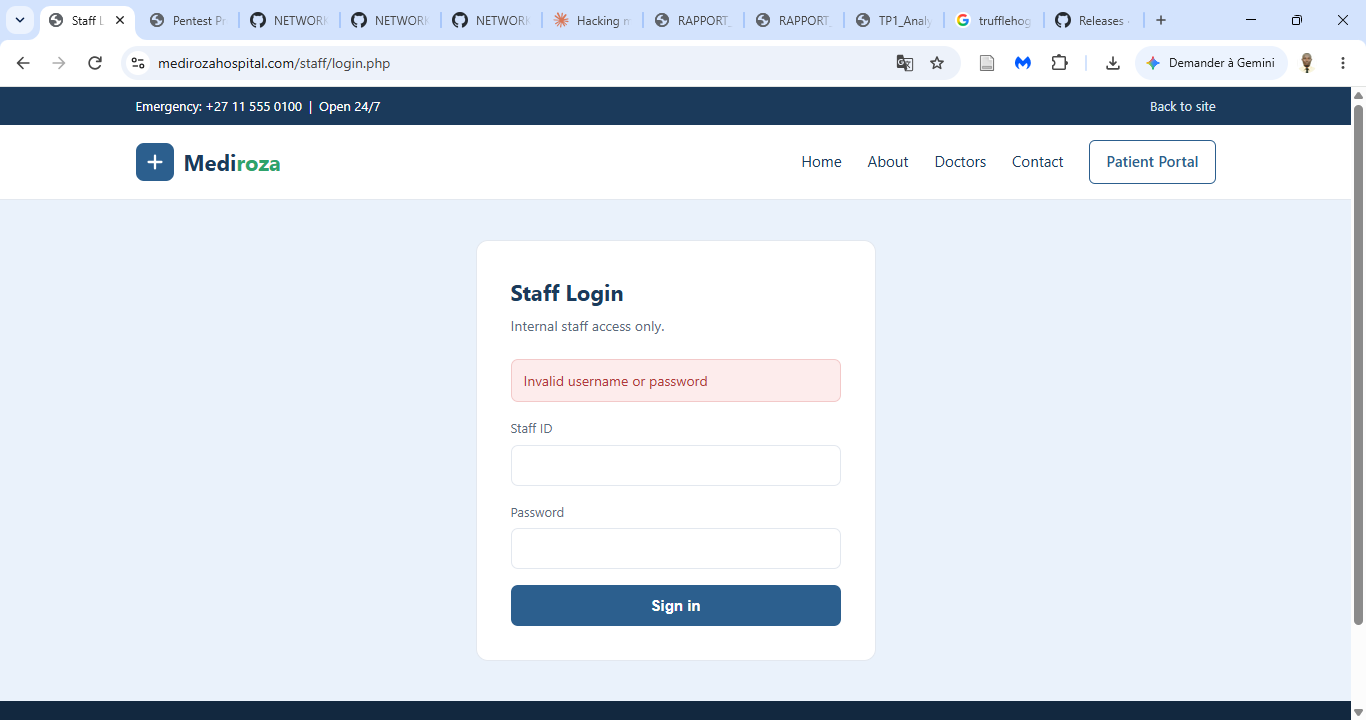 Staff L
Pentest Pr
NETWORK
NETWORK
NETWORK
Hacking m
RAPPORT_
RAPPORT_
TP1_Analy
trufflehog
Releases
medirozahospital.com/staff/login.php
Demander à Gemini
Emergency: +27 11 555 0100 | Open 24/7
Back to site
Mediroza
Home
About
Doctors
Contact
Patient Portal
Staff Login
Internal staff access only.
Invalid username or password
Staff ID
Password
Sign in